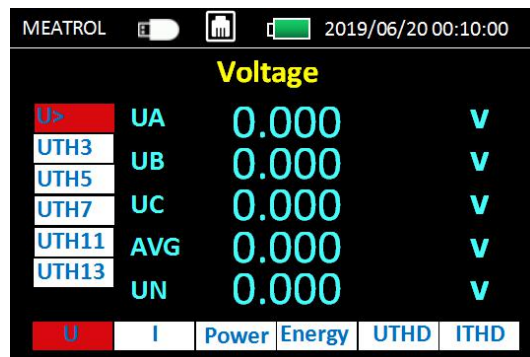 MEATROL 2019/06/20 00:10:00
Voltage
U> UA 0.000 V
UTH3
UB 0.000 V
UTH5
UTH7 UC 0.000 V
UTH11 AVG 0.000 V
UTH13
UN 0.000 V
U I Power Energy UTHD ITHD